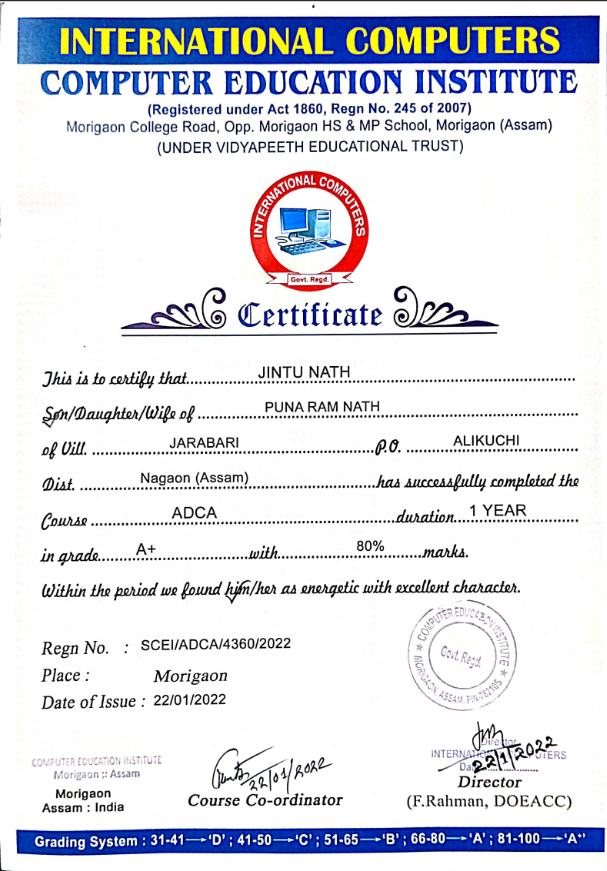 INTERNATIONAL COMPUTERS
COMPUTER EDUCATION INSTITUTE
(Registered under Act 1860, Regn No. 245 of 2007)
Morigaon College Road, Opp. Morigaon HS & MP School, Morigaon (Assam)
(UNDER VIDYAPEETH EDUCATIONAL TRUST)
INTERNATIONAL COMPUTERS
Govt. Regd.
Certificate
This is to certify that JINTU NATH
Son/Daughter/Wife of PUNA RAM NATH
of Vill. JARABARI P.O. ALIKUCHI
Dist. Nagaon (Assam) has successfully completed the
Course ADCA duration 1 YEAR
in grade A+ with 80% marks.
Within the period we found him/her as energetic with excellent character.
COMPUTER EDUCATION INSTITUTE
Govt. Regd.
MORIGAON, ASSAM, PIN-782105
Regn No. : SCEI/ADCA/4360/2022
Place : Morigaon
Date of Issue : 22/01/2022
COMPUTER EDUCATION INSTITUTE
Morigaon :: Assam
Morigaon
Assam : India
22/01/2022
Course Co-ordinator
Director
22/1/2022
Director
(F.Rahman, DOEACC)
Grading System : 31-41→'D' ; 41-50→'C' ; 51-65→'B' ; 66-80→'A' ; 81-100→'A+'